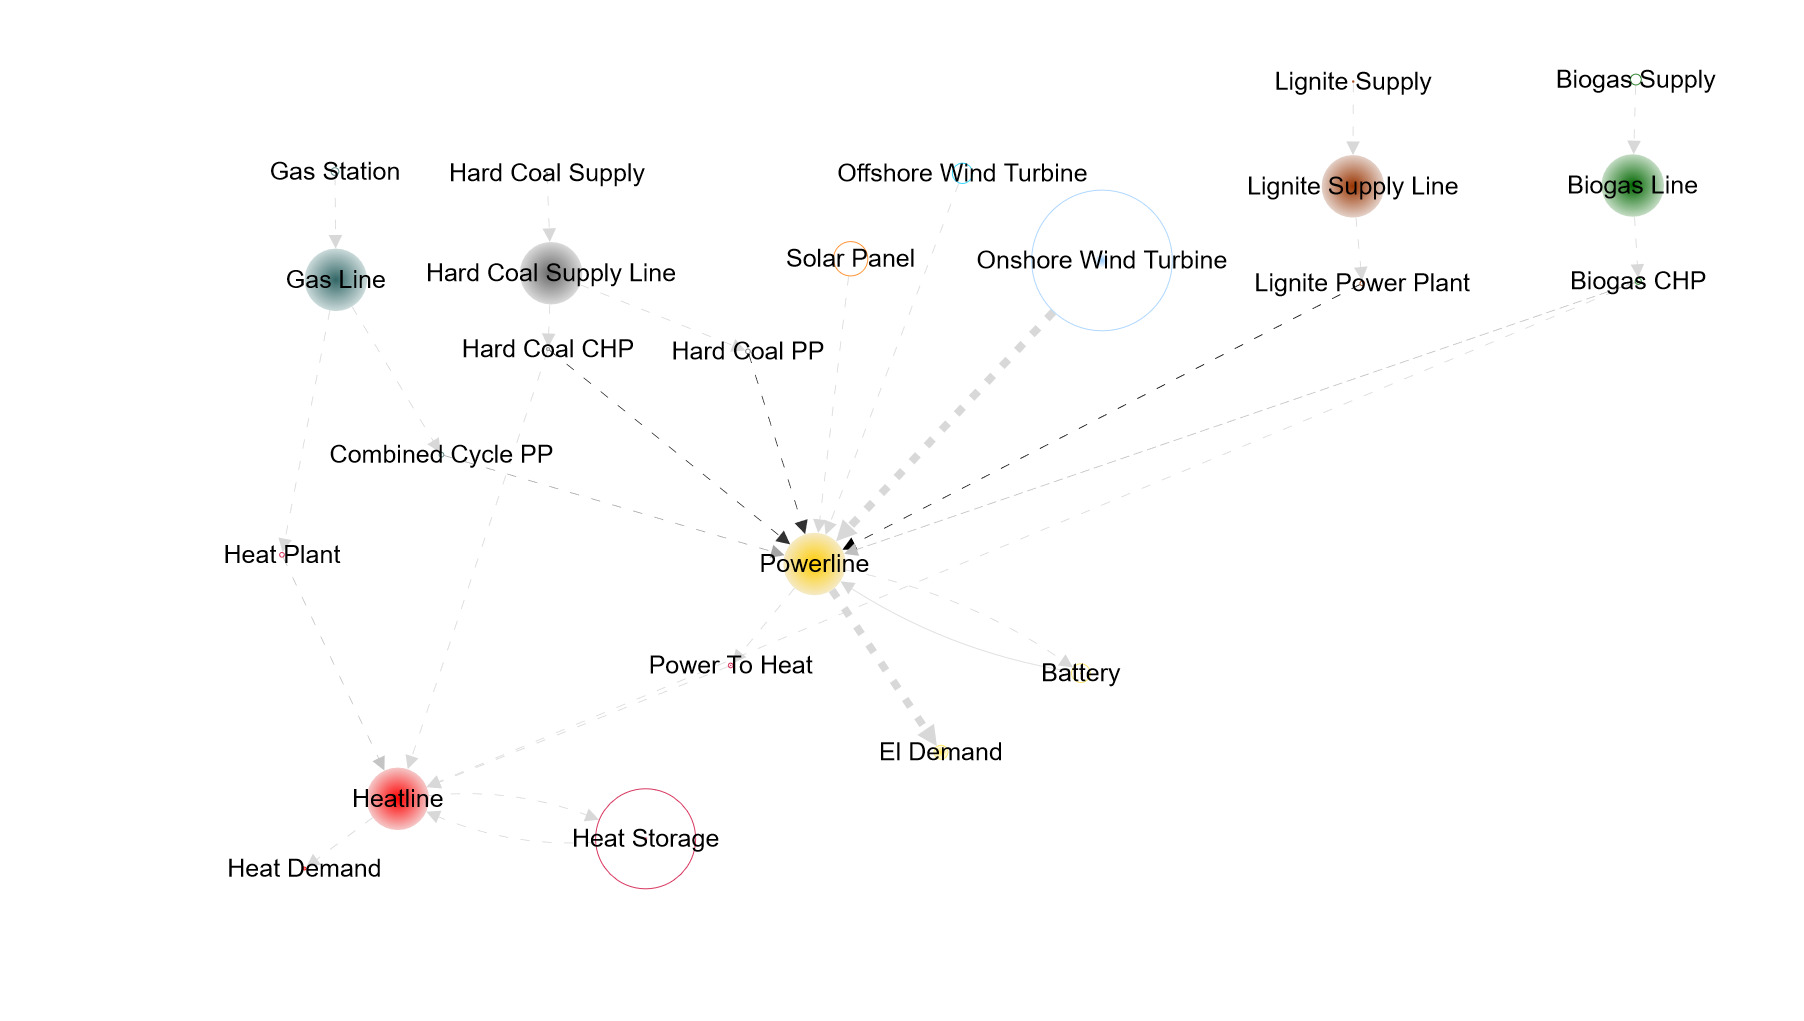 Lignite Supply
Biogas Supply
Gas Station
Hard Coal Supply
Offshore Wind Turbine
Lignite Supply Line
Biogas Line
Solar Panel
Onshore Wind Turbine
Gas Line
Hard Coal Supply Line
Lignite Power Plant
Biogas CHP
Hard Coal CHP
Hard Coal PP
Combined Cycle PP
Heat Plant
Powerline
Power To Heat
Battery
El Demand
Heatline
Heat Storage
Heat Demand